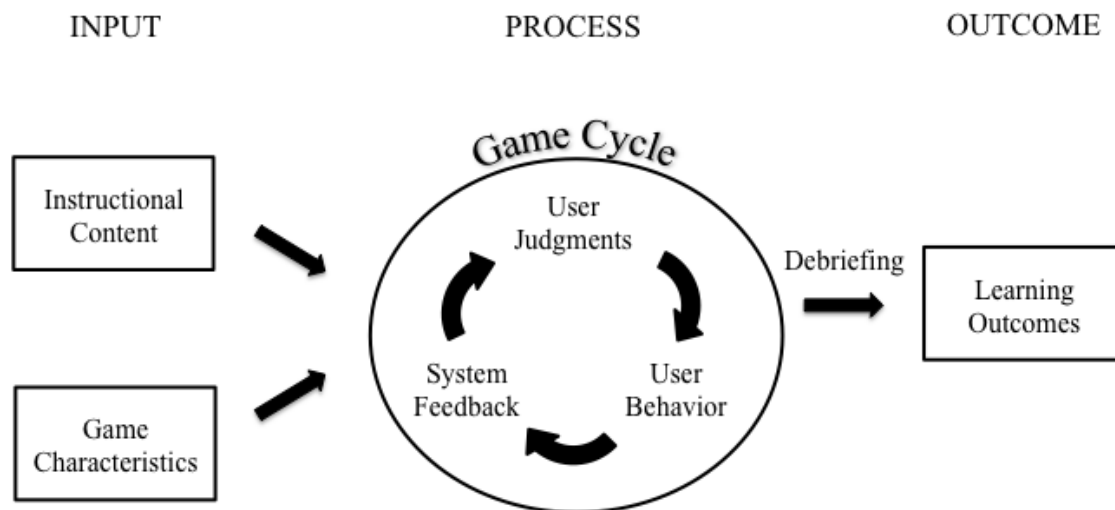 INPUT
PROCESS
OUTCOME
Instructional
Content
Game
Characteristics
Game Cycle
User
Judgments
System
Feedback
User
Behavior
Debriefing
Learning
Outcomes